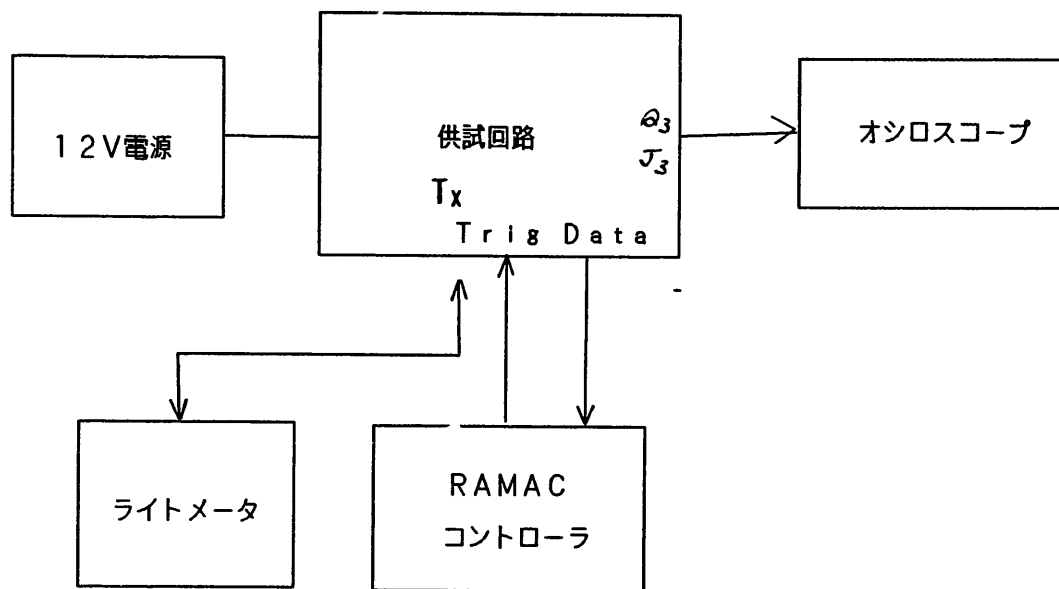 12V電源
供試回路
Q3
J3
Tx
Trig Data
オシロスコープ
ライトメータ
RAMAC
コントローラ